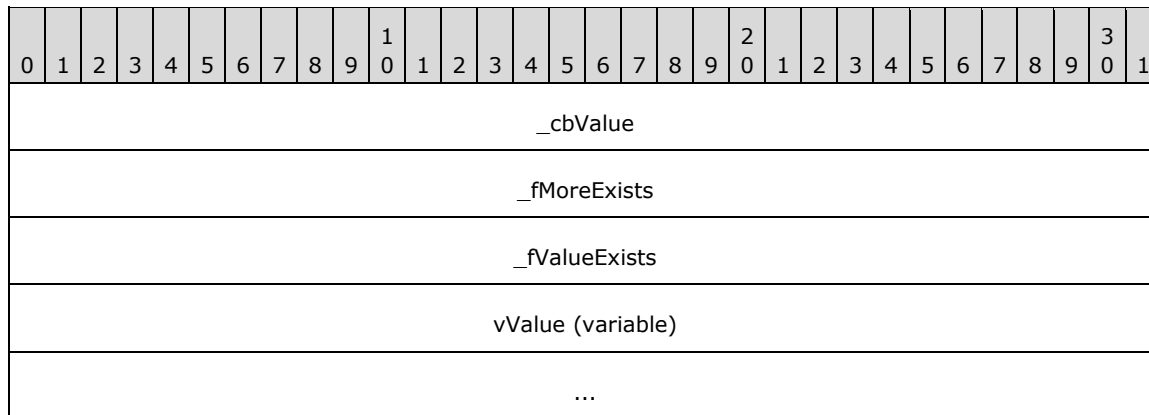 1 2 3
0 1 2 3 4 5 6 7 8 9 0 1 2 3 4 5 6 7 8 9 0 1 2 3 4 5 6 7 8 9 0 1
_cbValue
_fMoreExists
_fValueExists
vValue (variable)
...